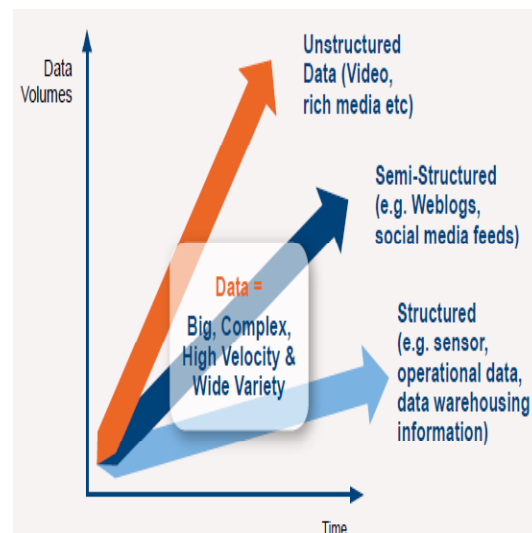 Data
Volumes
Unstructured
Data (Video,
rich media etc)
Semi-Structured
(e.g. Weblogs,
social media feeds)
Data =
Big, Complex,
High Velocity &
Wide Variety
Structured
(e.g. sensor,
operational data,
data warehousing
information)
Time